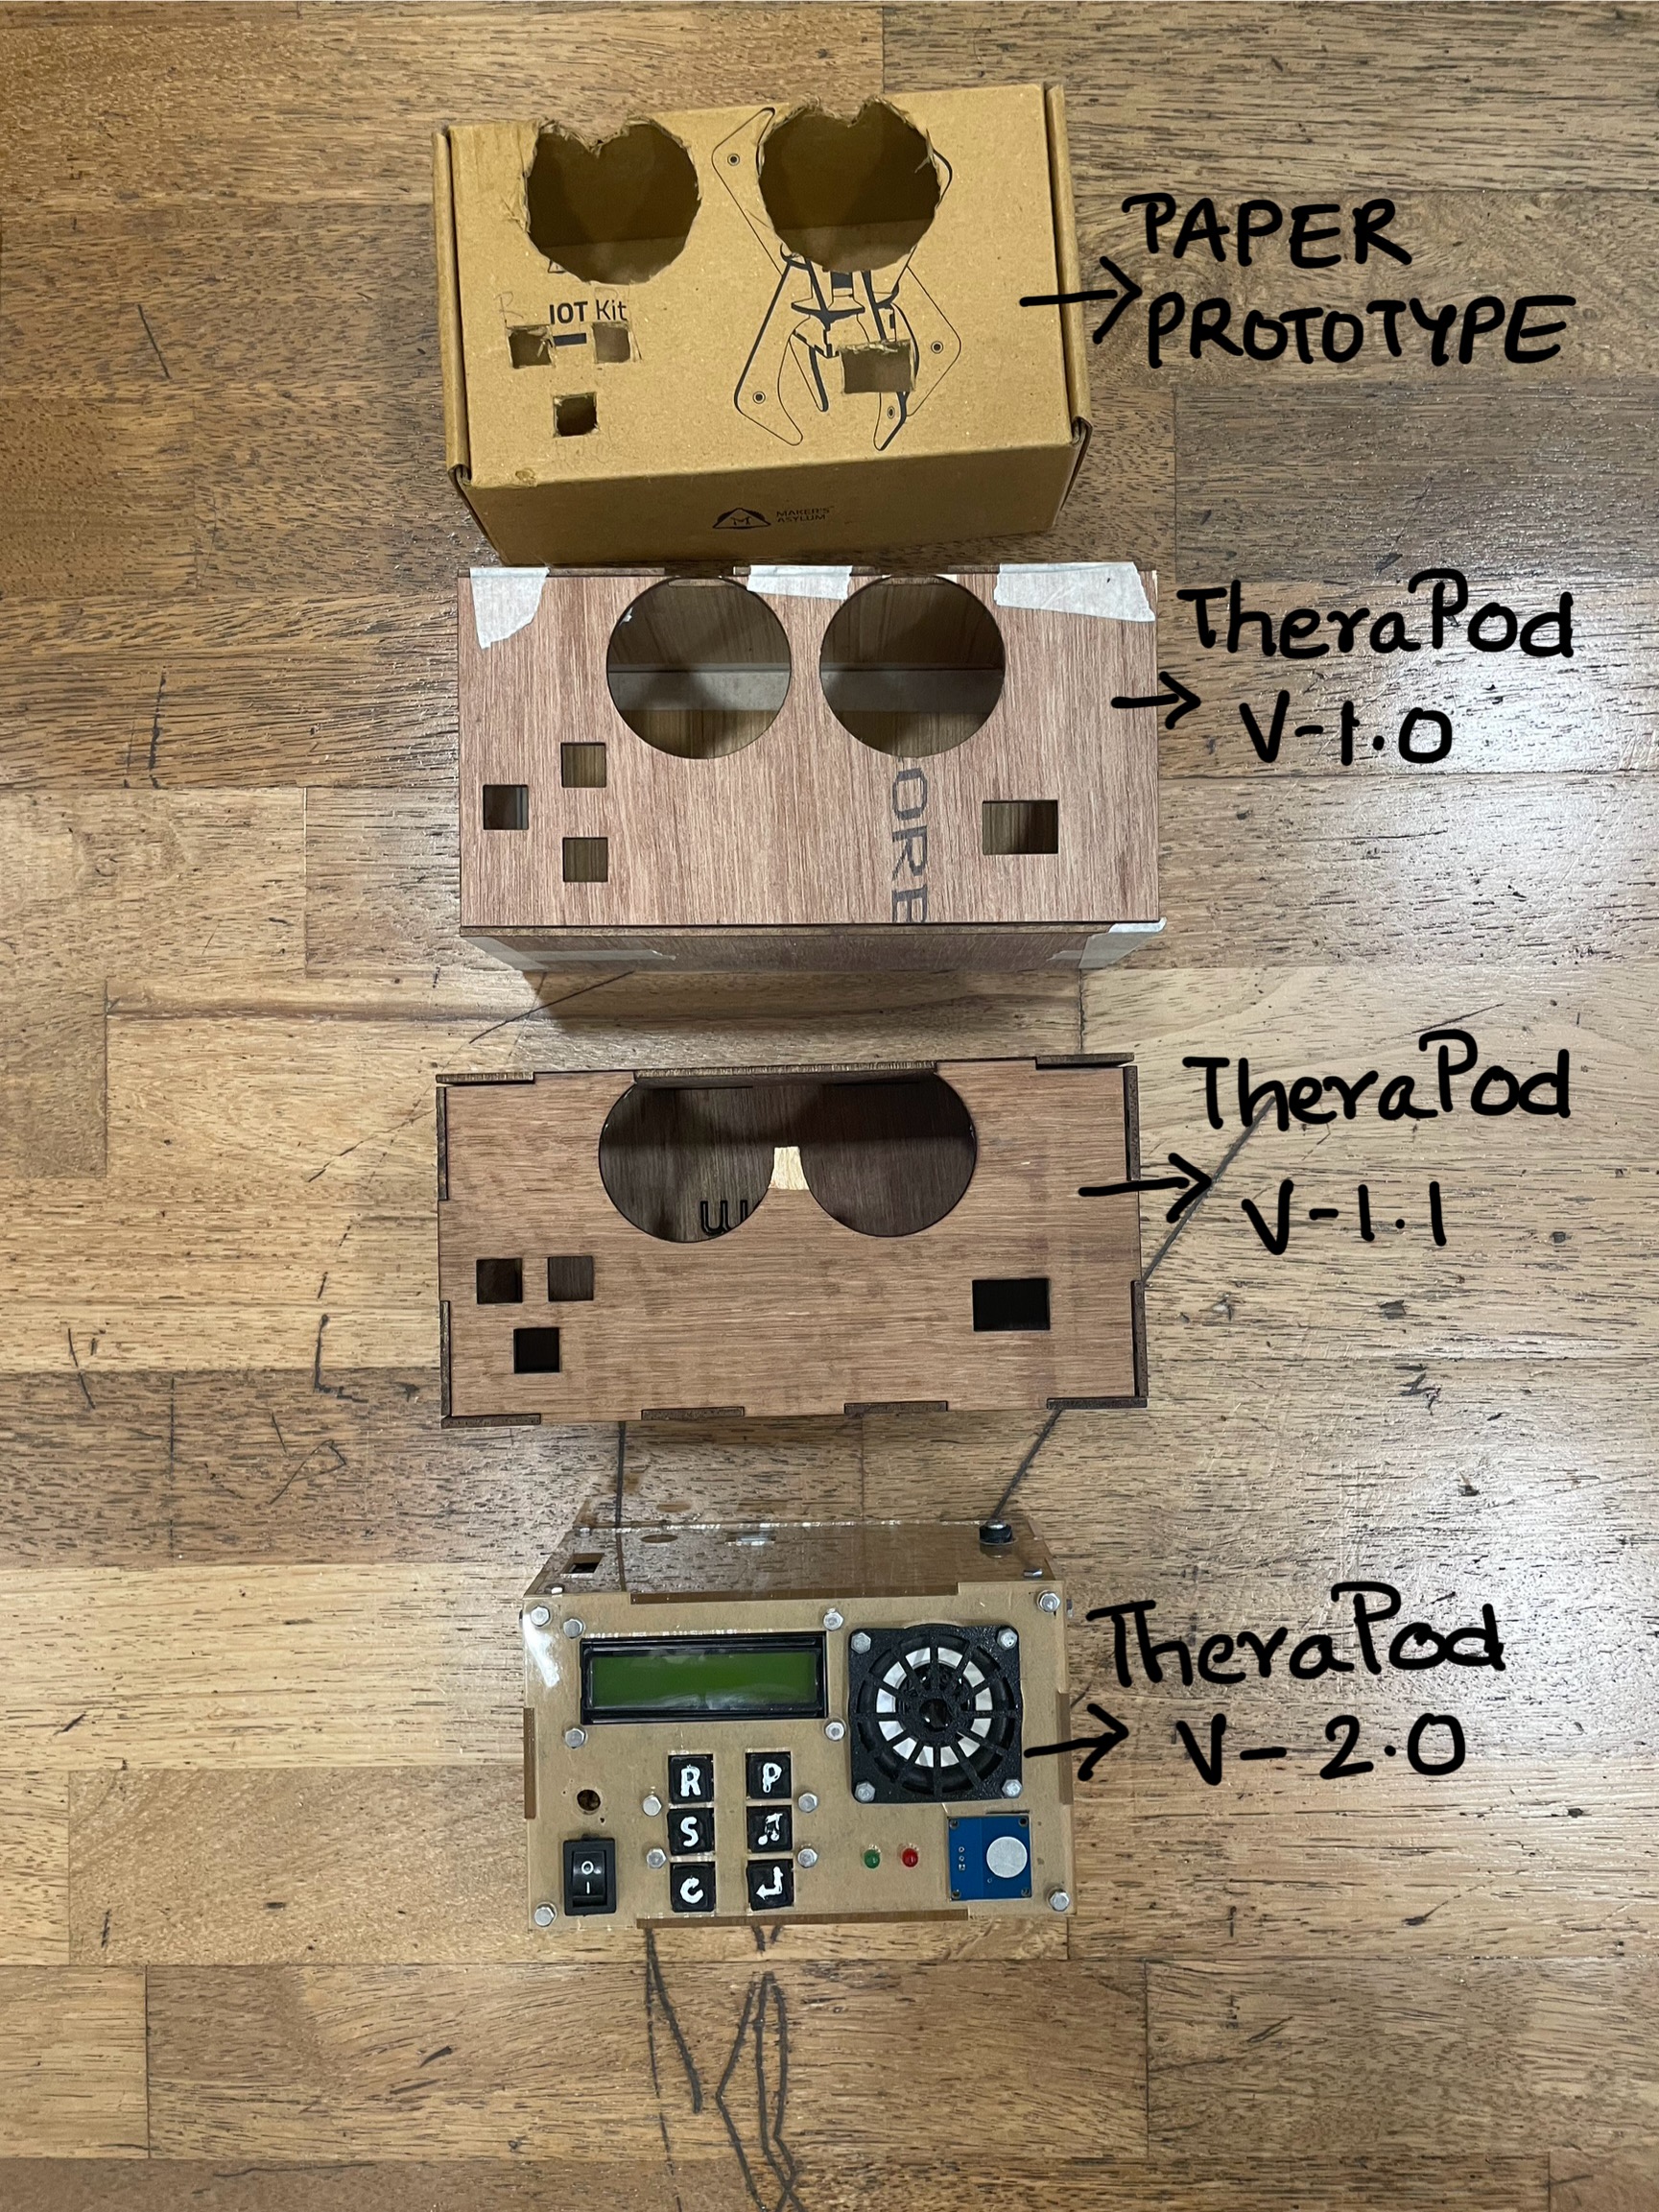 IOT Kit
R
MAKER'S
ASYLUM
PAPER
PROTOTYPE
TheraPod
V-1.0
ORE
TheraPod
V-1.1
m
TheraPod
V-2.0
R P
S
C